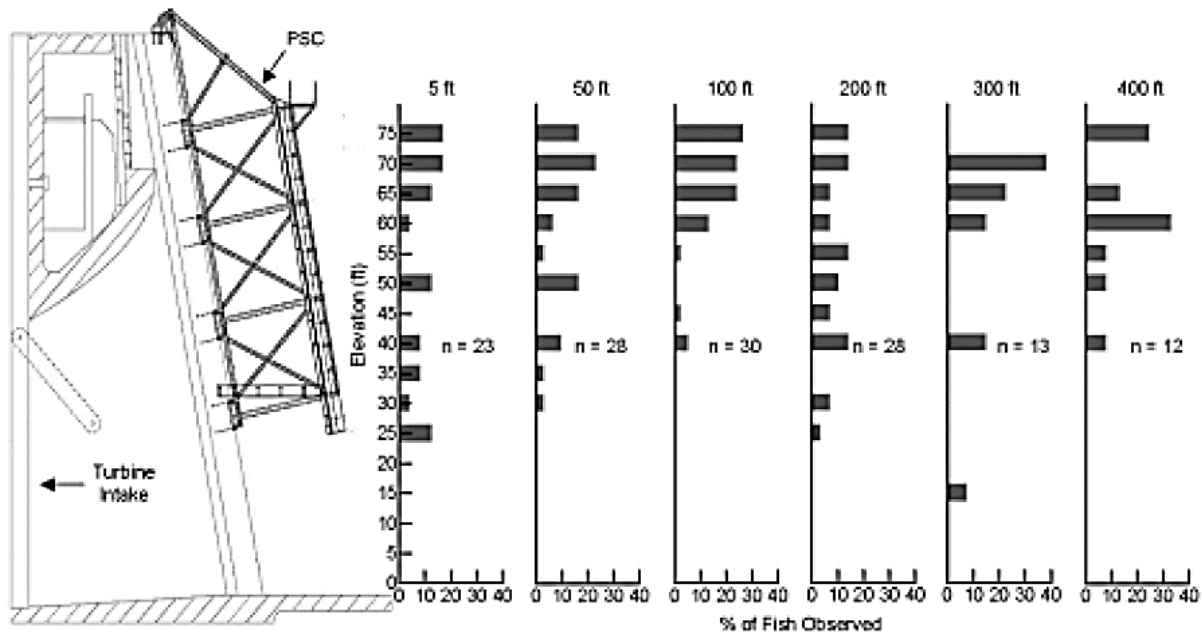 PSC
5 ft 50 ft 100 ft 200 ft 300 ft 400 ft
75
70
65
60
55
50
45
40 n = 23 n = 28 n = 30 n = 28 n = 13 n = 12
35
30
25
20
15
10
5
0
Elevation (ft)
Turbine
Intake
0 10 20 30 40 0 10 20 30 40 0 10 20 30 40 0 10 20 30 40 0 10 20 30 40 0 10 20 30 40
% of Fish Observed